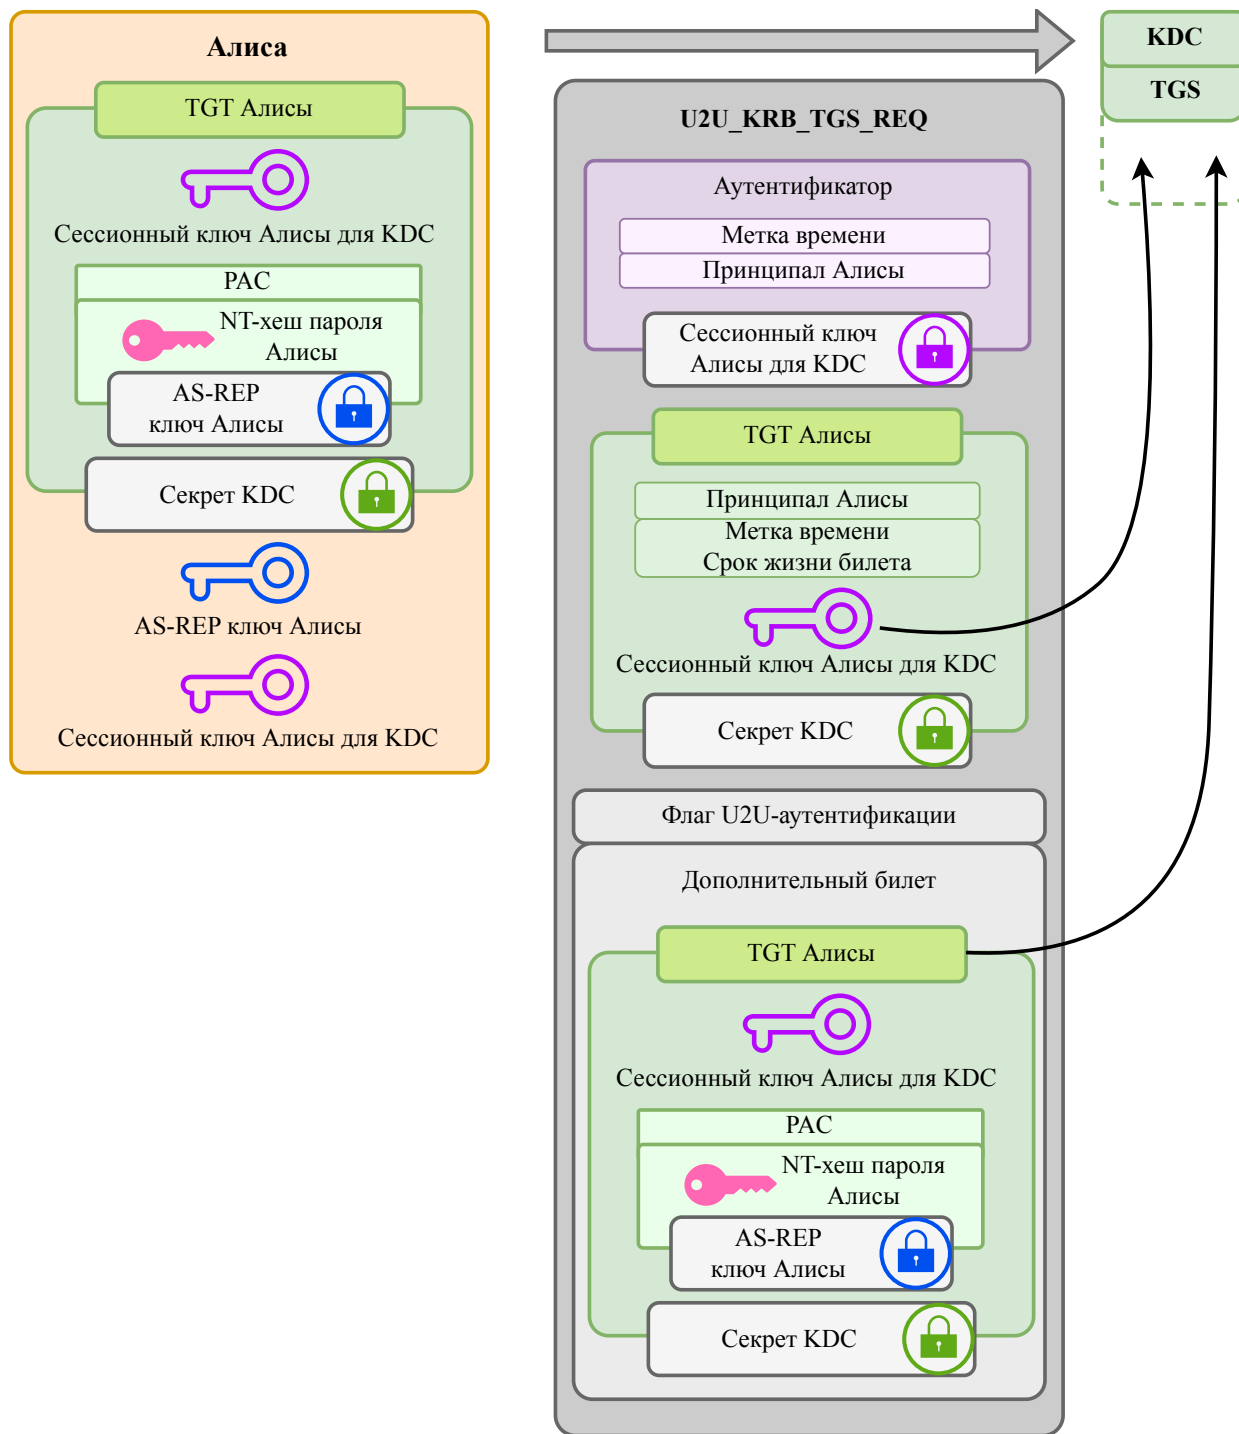 Алиса
TGT Алисы
Сессионный ключ Алисы для KDC
PAC
NT-хеш пароля
Алисы
AS-REP
ключ Алисы
Секрет KDC
AS-REP ключ Алисы
Сессионный ключ Алисы для KDC
U2U_KRB_TGS_REQ
Аутентификатор
Метка времени
Принципал Алисы
Сессионный ключ
Алисы для KDC
TGT Алисы
Принципал Алисы
Метка времени
Срок жизни билета
Сессионный ключ Алисы для KDC
Секрет KDC
Флаг U2U-аутентификации
Дополнительный билет
TGT Алисы
Сессионный ключ Алисы для KDC
PAC
NT-хеш пароля
Алисы
AS-REP
ключ Алисы
Секрет KDC
KDC
TGS